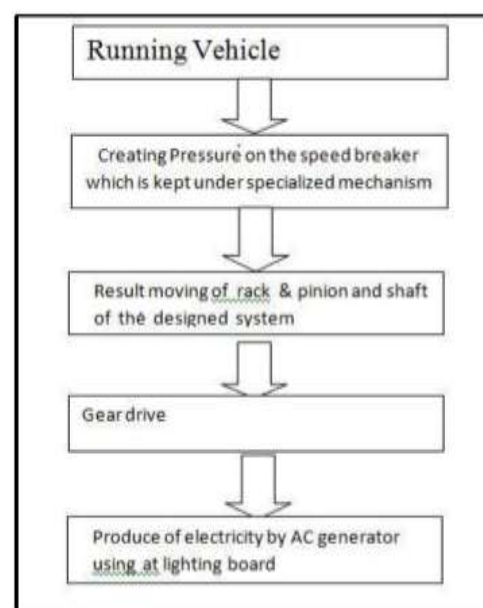 Running Vehicle
Creating Pressure on the speed breaker
which is kept under specialized mechanism
Result moving of rack & pinion and shaft
of the designed system
Gear drive
Produce of electricity by AC generator
using at lighting board